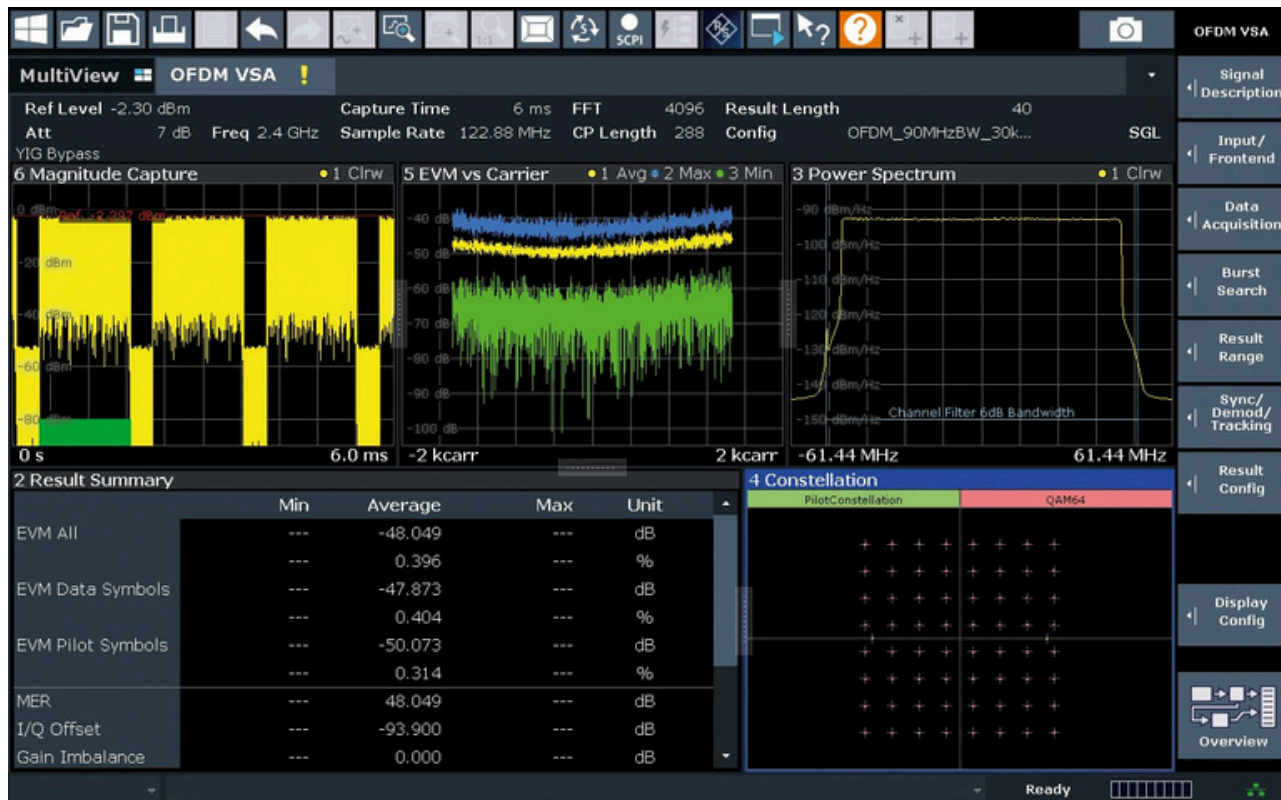 SCPI
1:1
OFDM VSA
MultiView
OFDM VSA
Ref Level -2.30 dBm Capture Time 6 ms FFT 4096 Result Length 40
Att 7 dB Freq 2.4 GHz Sample Rate 122.88 MHz CP Length 288 Config OFDM_90MHzBW_30k... SGL
YIG Bypass
6 Magnitude Capture 1 Clrw
0 dBm
Ref. -2.297 dBm
-20 dBm
-40 dBm
-60 dBm
-80 dBm
0 s 6.0 ms
5 EVM vs Carrier 1 Avg 2 Max 3 Min
-40 dB
-50 dB
-60 dB
-70 dB
-80 dB
-90 dB
-100 dB
-2 kcarr 2 kcarr
3 Power Spectrum 1 Clrw
-90 dBm/Hz
-100 dBm/Hz
-110 dBm/Hz
-120 dBm/Hz
-130 dBm/Hz
-140 dBm/Hz
-150 dBm/Hz
Channel Filter 6dB Bandwidth
-61.44 MHz 61.44 MHz
2 Result Summary
Min Average Max Unit
EVM All --- -48.049 --- dB
--- 0.396 --- %
EVM Data Symbols --- -47.873 --- dB
--- 0.404 --- %
EVM Pilot Symbols --- -50.073 --- dB
--- 0.314 --- %
MER --- 48.049 --- dB
I/Q Offset --- -93.900 --- dB
Gain Imbalance --- 0.000 --- dB
4 Constellation
PilotConstellation QAM64
Signal
Description
Input/
Frontend
Data
Acquisition
Burst
Search
Result
Range
Sync/
Demod/
Tracking
Result
Config
Display
Config
Overview
Ready